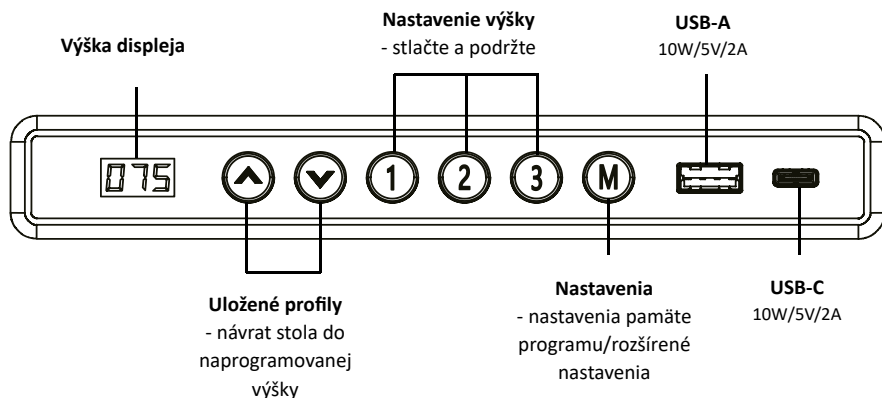 Výška displeja
Nastavenie výšky
- stlačte a podržte
USB-A
10W/5V/2A
075
1
2
3
M
Uložené profily
- návrat stola do
naprogramovanej
výšky
Nastavenia
- nastavenia pamäte
programu/rozšírené
nastavenia
USB-C
10W/5V/2A